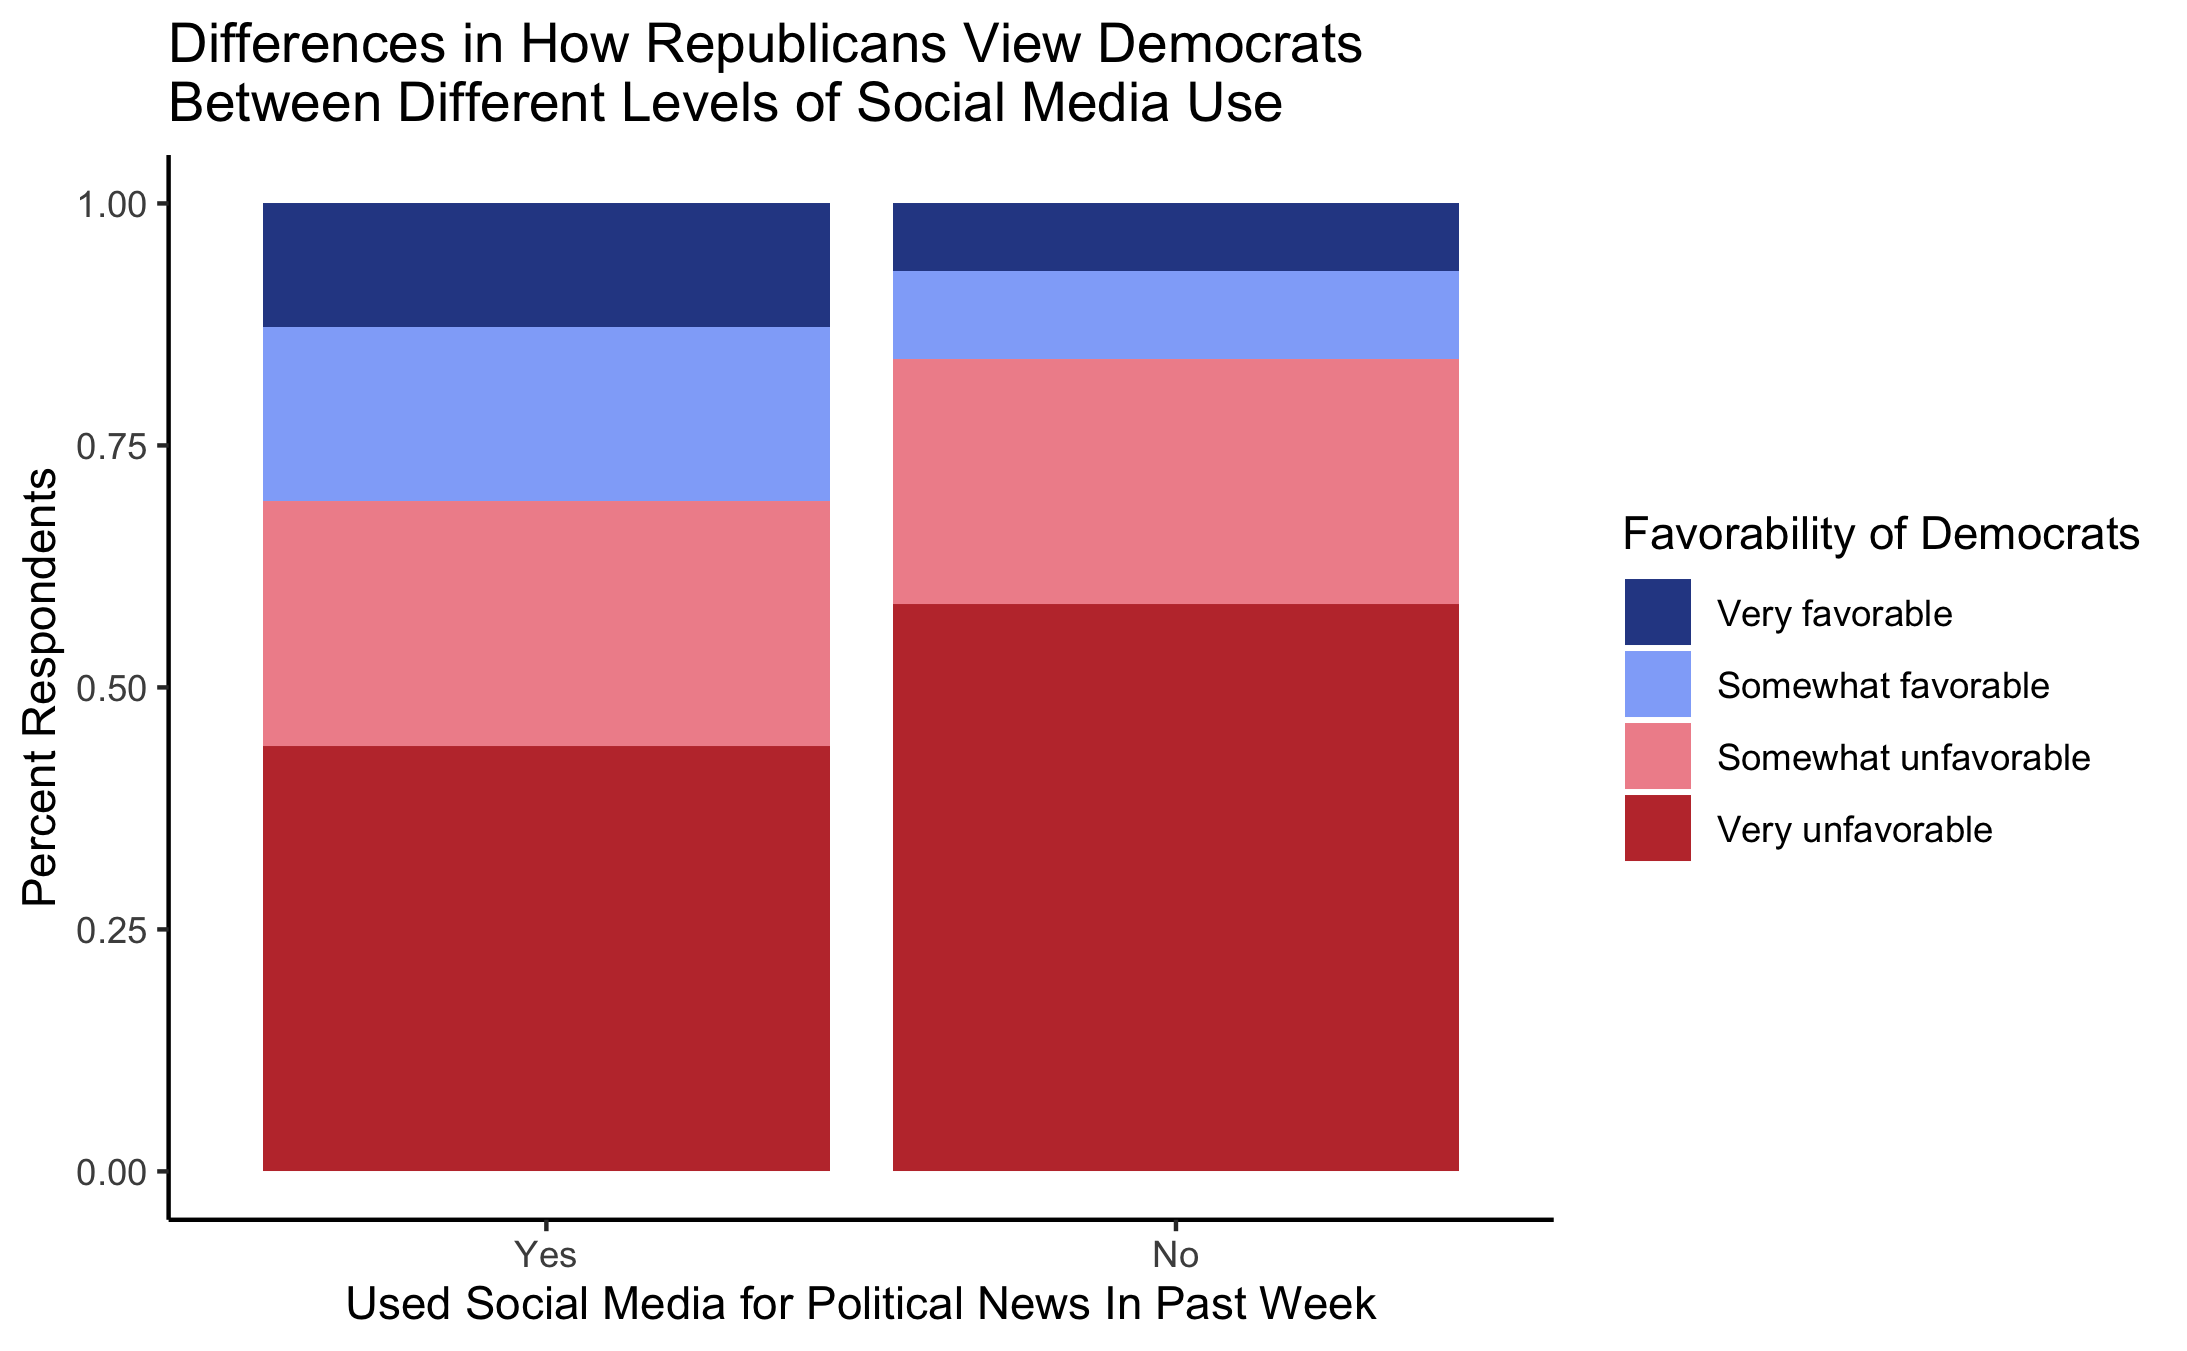 Differences in How Republicans View Democrats
Between Different Levels of Social Media Use
1.00
0.75
0.50
0.25
0.00
Percent Respondents
Yes
No
Used Social Media for Political News In Past Week
Favorability of Democrats
Very favorable
Somewhat favorable
Somewhat unfavorable
Very unfavorable